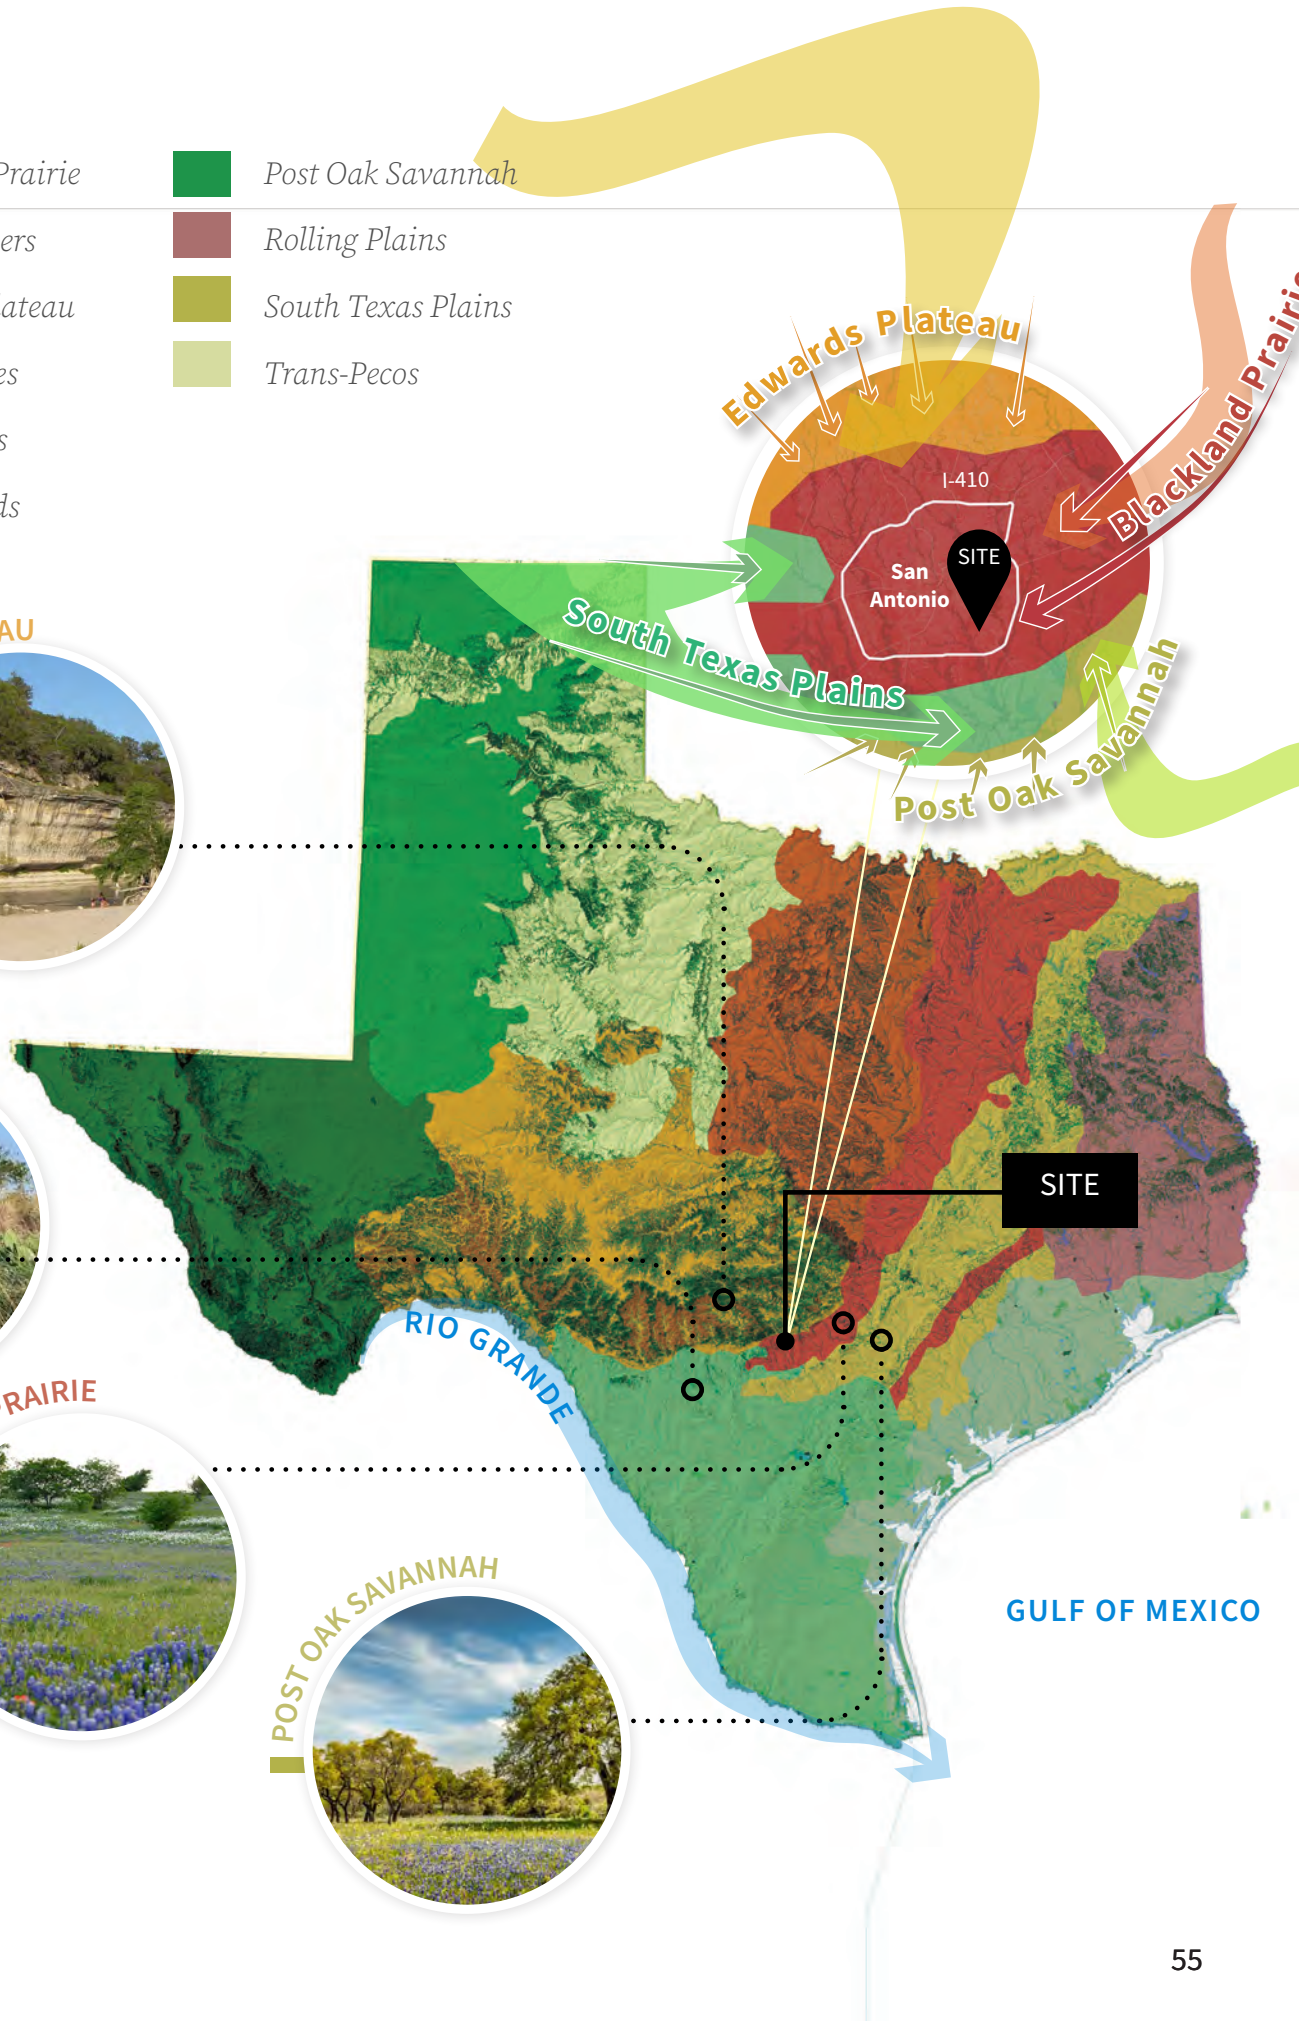 Prairie
Post Oak Savannah
ers
Rolling Plains
ateau
South Texas Plains
es
Trans-Pecos
s
ds
Edwards Plateau
Blackland Prairie
I-410
SITE
San
Antonio
South Texas Plains
Post Oak Savannah
AU
SITE
RIO GRANDE
PRAIRIE
POST OAK SAVANNAH
GULF OF MEXICO
55